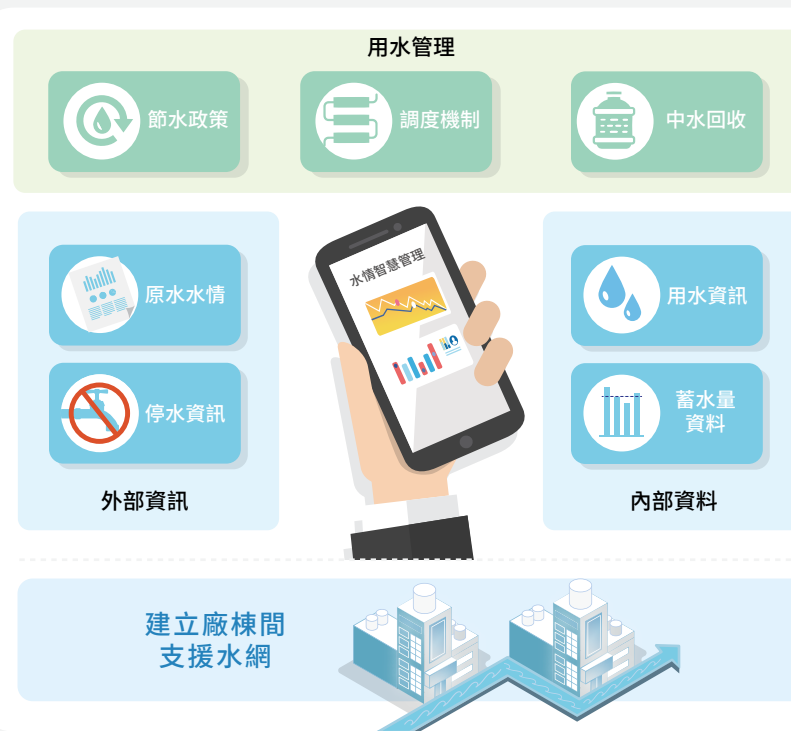 用水管理
節水政策
調度機制
中水回收
原水水情
停水資訊
外部資訊
水情智慧管理
用水資訊
蓄水量
資料
內部資料
建立廠棟間
支援水網